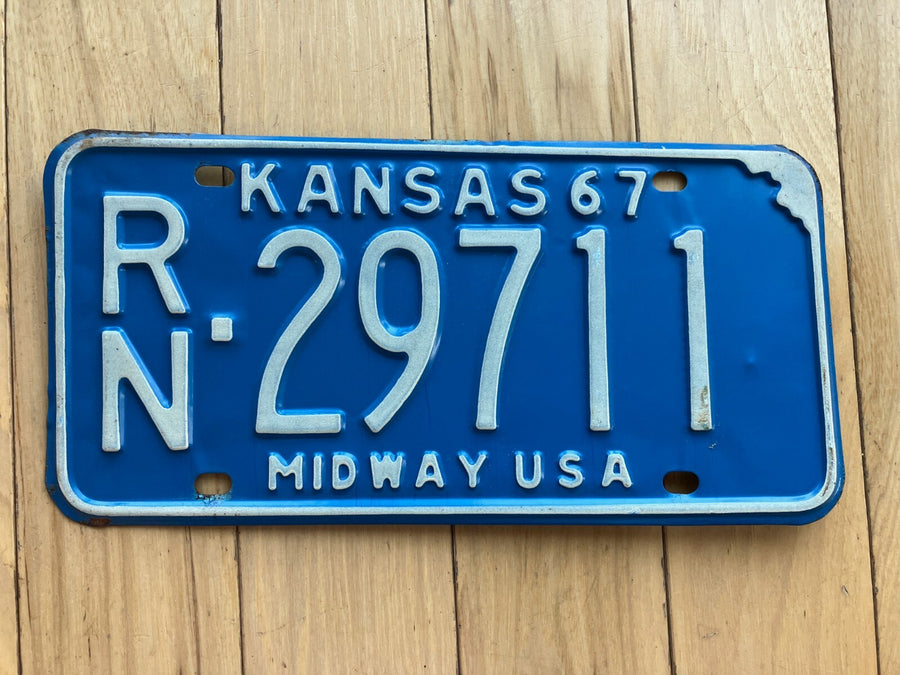 KANSAS 67
RN·29711
MIDWAY USA